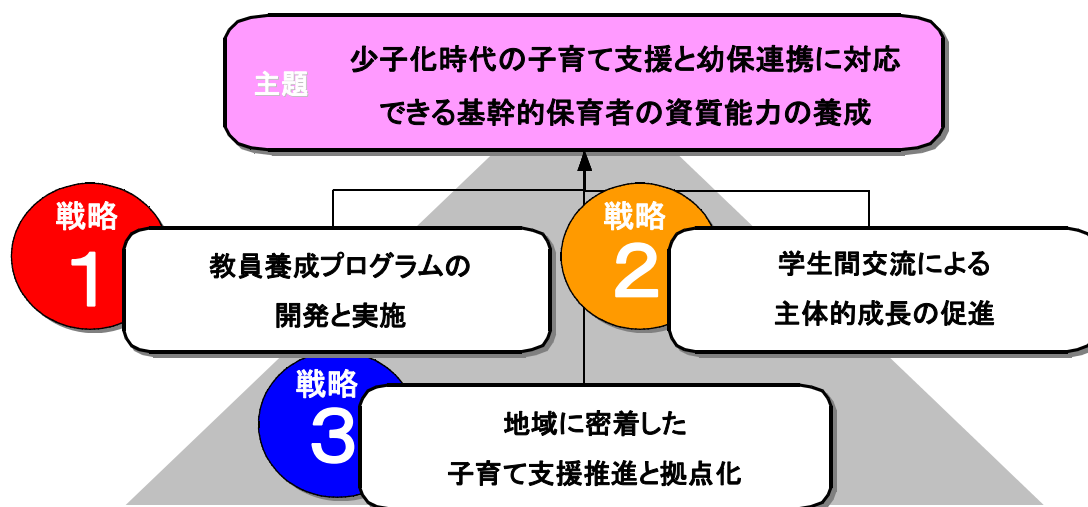 主題
少子化時代の子育て支援と幼保連携に対応
できる基幹的保育者の資質能力の養成
戦略
1
教員養成プログラムの
開発と実施
戦略
2
学生間交流による
主体的成長の促進
戦略
3
地域に密着した
子育て支援推進と拠点化